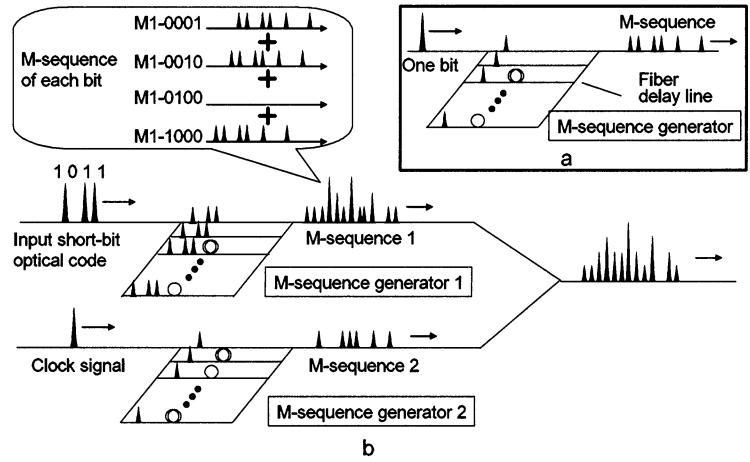 M-sequence
of each bit
M1-0001
+
M1-0010
+
M1-0100
+
M1-1000
One bit
M-sequence
Fiber
delay line
M-sequence generator
a
1 0 1 1
Input short-bit
optical code
M-sequence 1
M-sequence generator 1
Clock signal
M-sequence 2
M-sequence generator 2
b